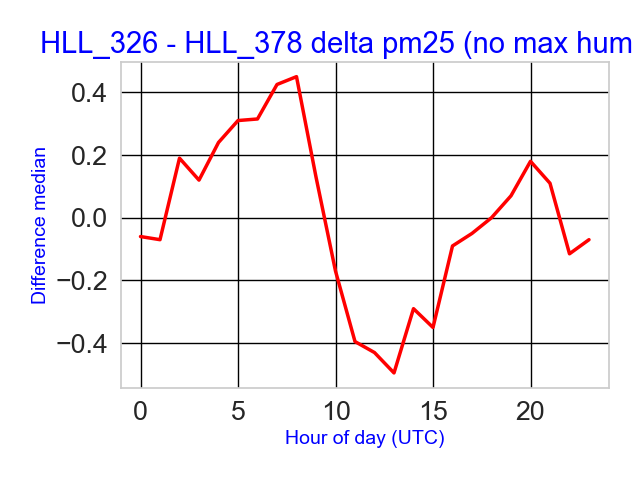 HLL_326 - HLL_378 delta pm25 (no max hum
0.4
0.2
0.0
−0.2
−0.4
Difference median
0 5 10 15 20
Hour of day (UTC)